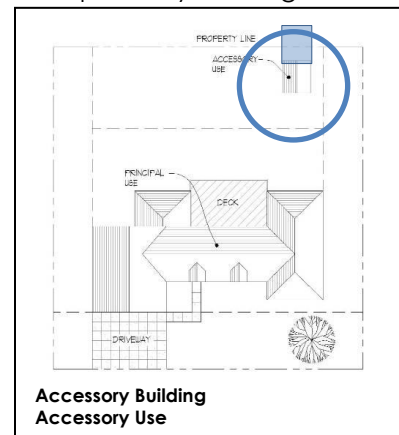 PROPERTY LINE
ACCESSORY
USE
PRINCIPAL
USE
DECK
DRIVEWAY
Accessory Building
Accessory Use